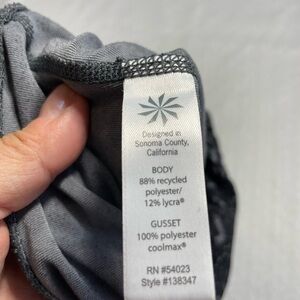 Designed in
Sonoma County,
California
BODY
88% recycled
polyester/
12% lycra®
GUSSET
100% polyester
coolmax®
RN #54023
Style #138347